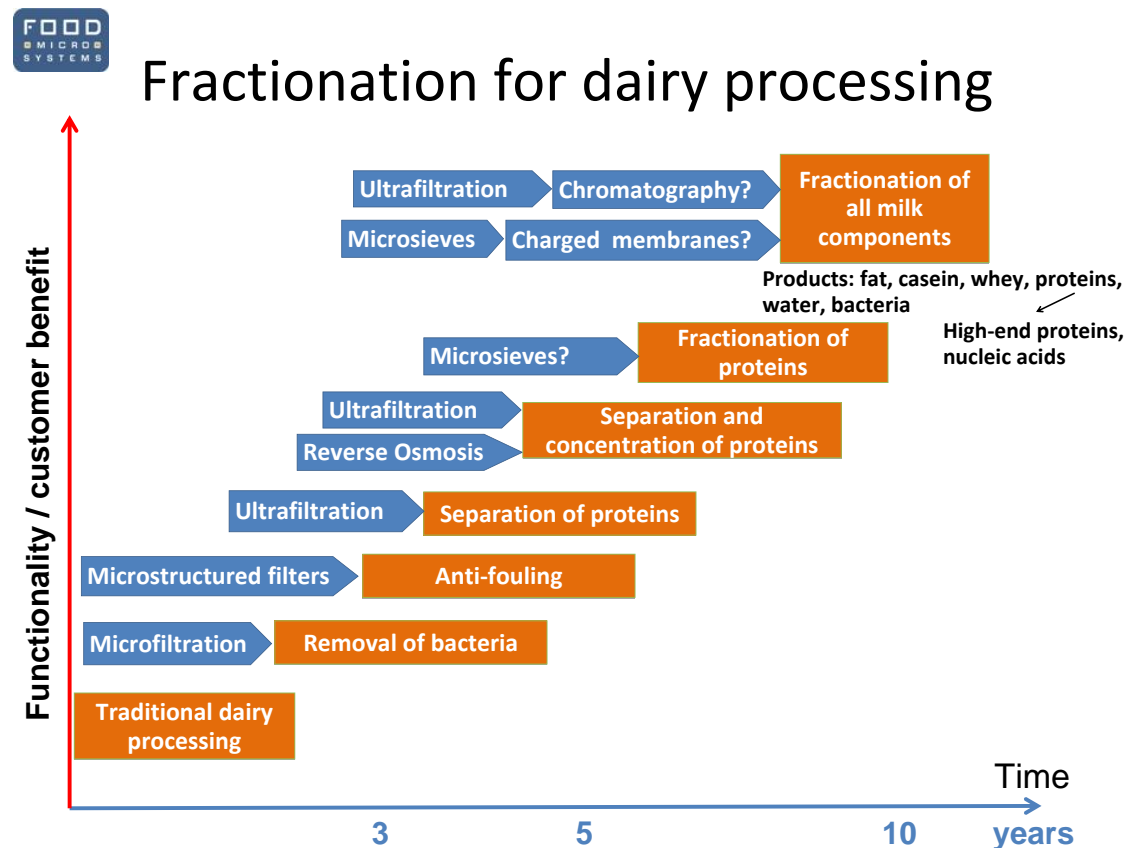 FOOD
MICRO
SYSTEMS
Fractionation for dairy processing
Functionality / customer benefit
Ultrafiltration
Chromatography?
Fractionation of
all milk
components
Microsieves
Charged membranes?
Products: fat, casein, whey, proteins,
water, bacteria
High-end proteins,
nucleic acids
Microsieves?
Fractionation of
proteins
Ultrafiltration
Reverse Osmosis
Separation and
concentration of proteins
Ultrafiltration
Separation of proteins
Microstructured filters
Anti-fouling
Microfiltration
Removal of bacteria
Traditional dairy
processing
Time
3
5
10
years